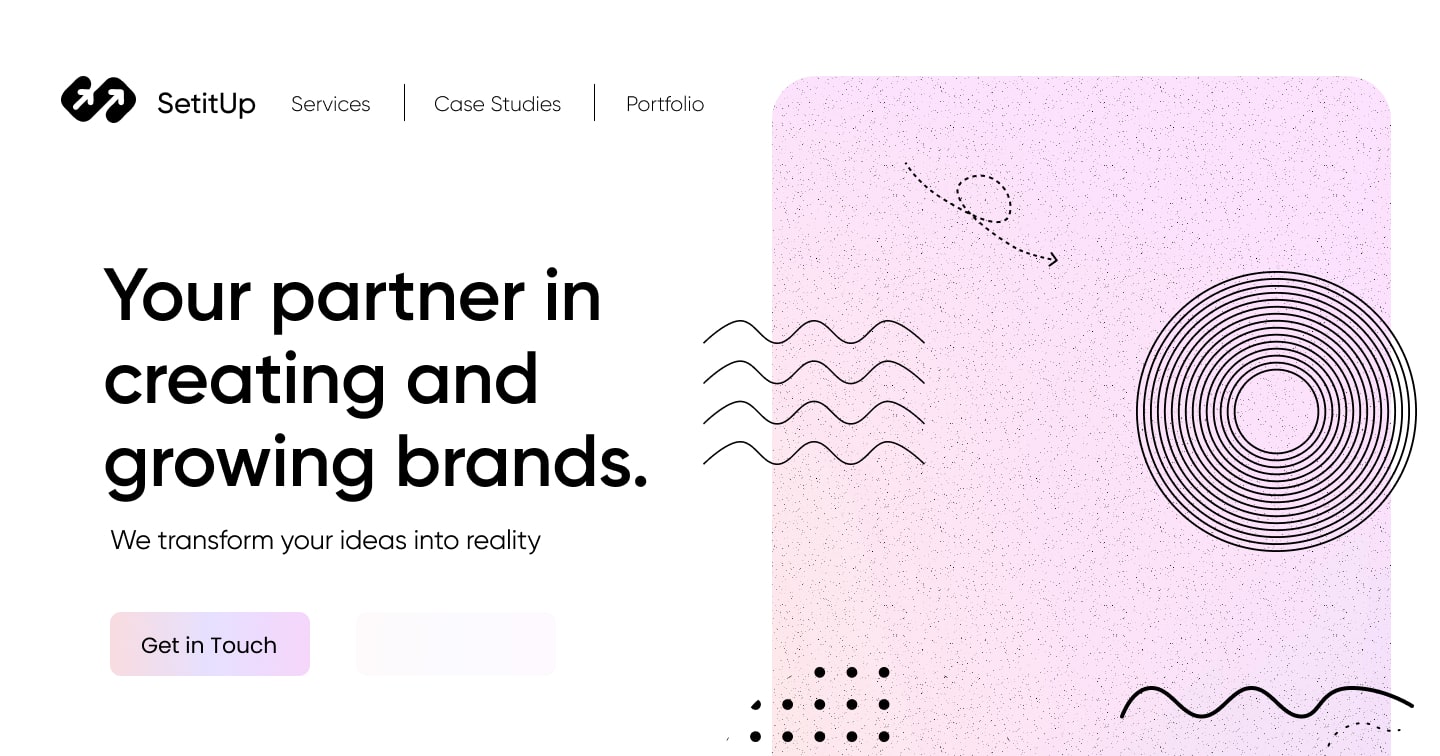 SetitUp Services Case Studies Portfolio
Your partner in
creating and
growing brands.
We transform your ideas into reality
Get in Touch